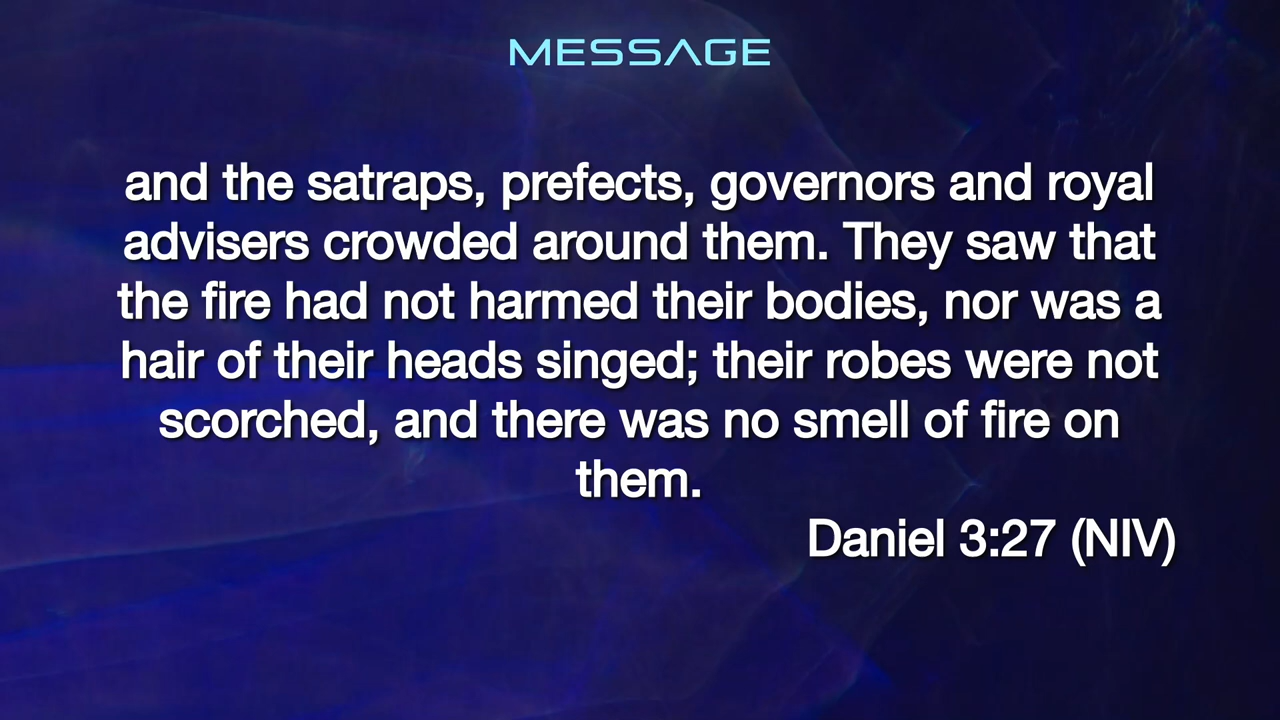 MESSAGE
and the satraps, prefects, governors and royal
advisers crowded around them. They saw that
the fire had not harmed their bodies, nor was a
hair of their heads singed; their robes were not
scorched, and there was no smell of fire on
them.
Daniel 3:27 (NIV)